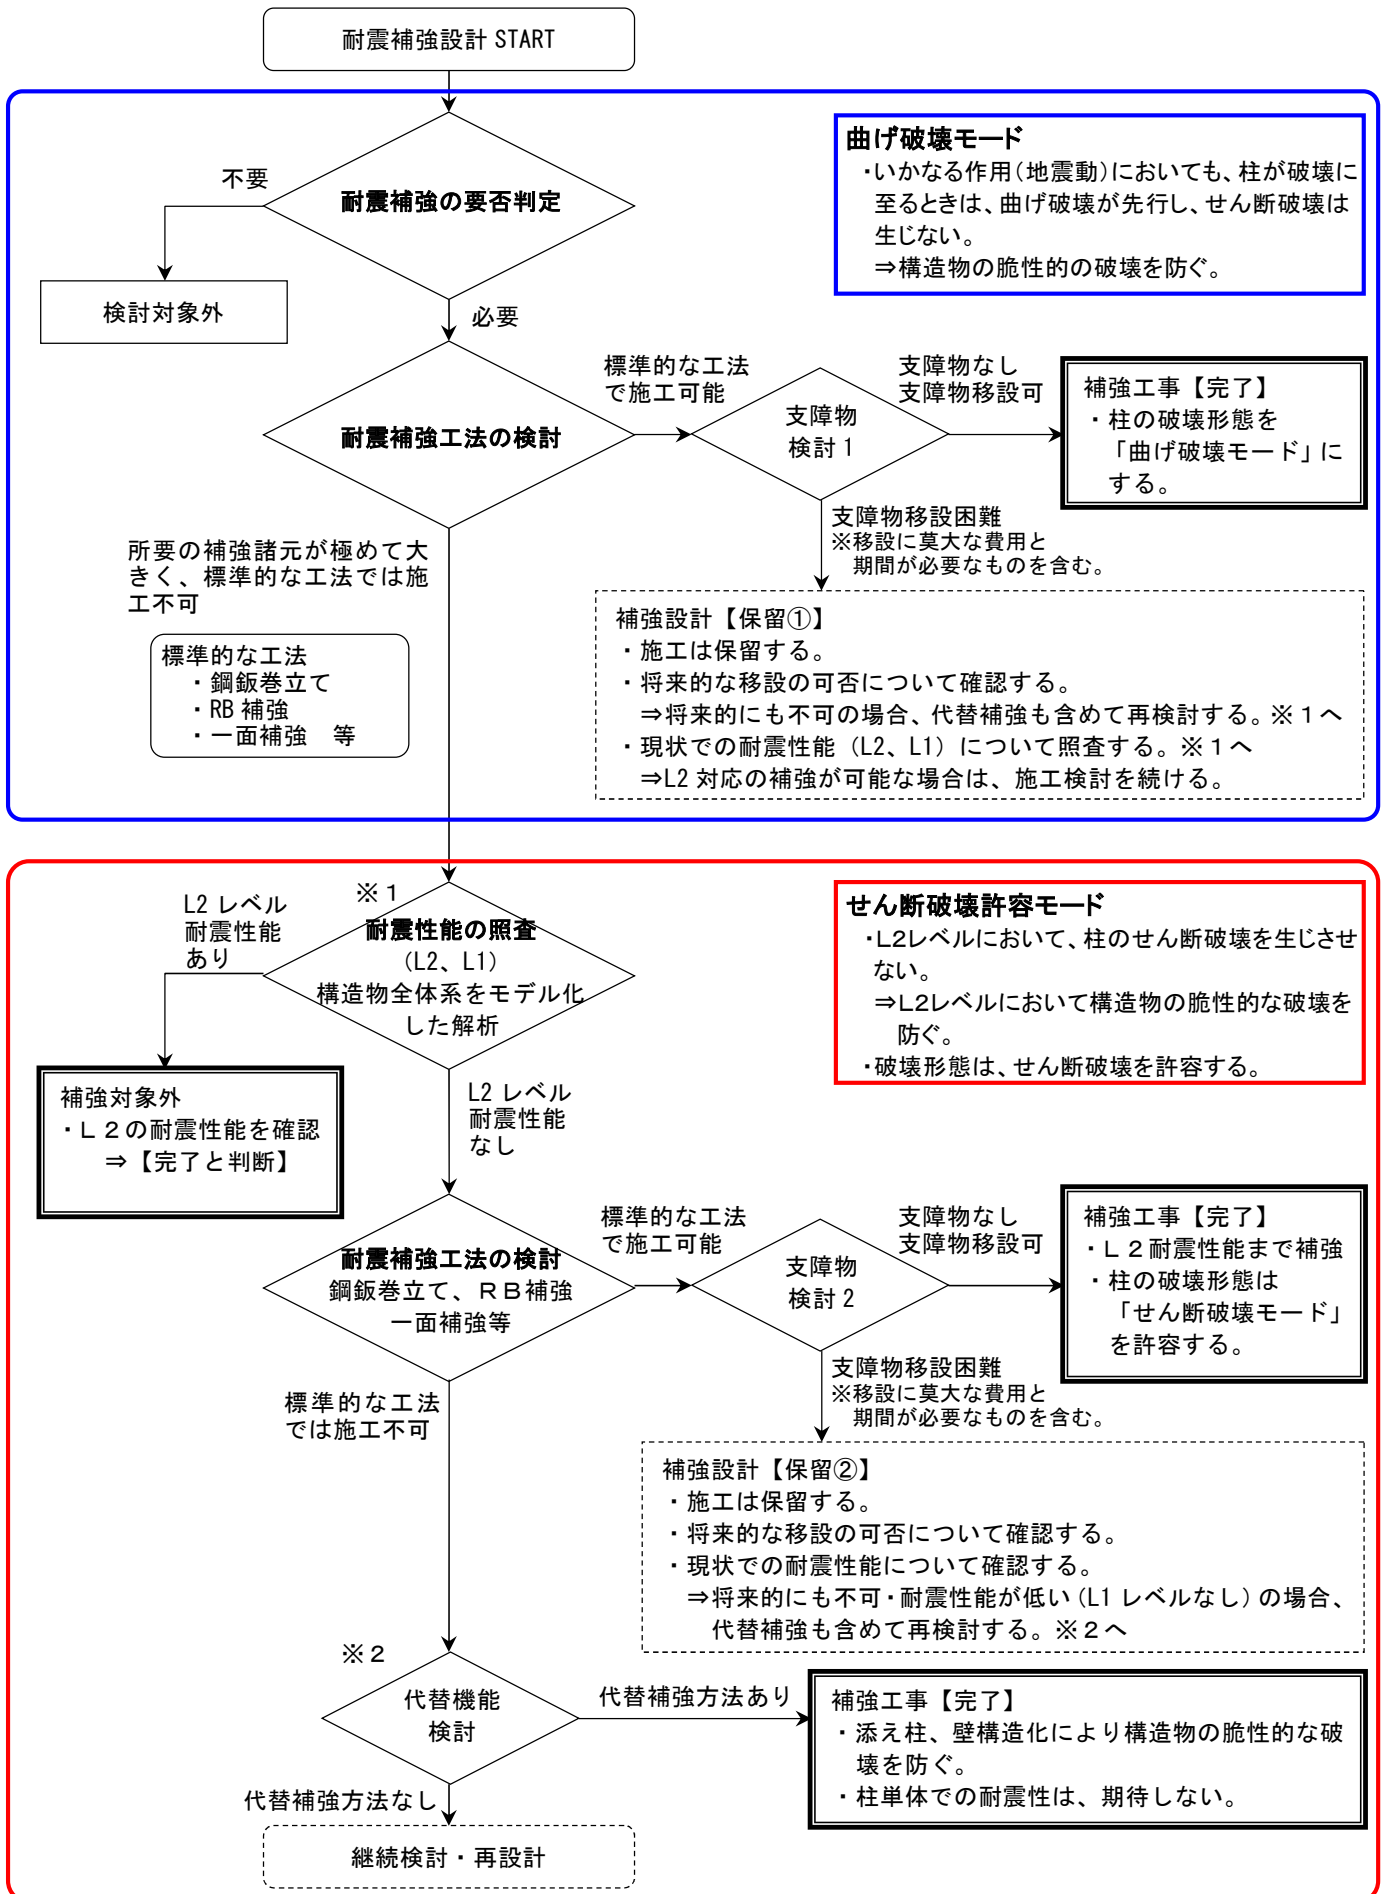 耐震補強設計 START
曲げ破壊モード
・いかなる作用（地震動）においても、柱が破壊に
至るときは、曲げ破壊が先行し、せん断破壊は
生じない。
⇒構造物の脆性的の破壊を防ぐ。
不要
耐震補強の要否判定
検討対象外
必要
標準的な工法
で施工可能
支障物なし
支障物移設可
耐震補強工法の検討
支障物
検討１
補強工事【完了】
・柱の破壊形態を
「曲げ破壊モード」に
する。
支障物移設困難
※移設に莫大な費用と
期間が必要なものを含む。
所要の補強諸元が極めて大
きく、標準的な工法では施
工不可
標準的な工法
・鋼鈑巻立て
・RB 補強
・一面補強　等
補強設計【保留①】
・施工は保留する。
・将来的な移設の可否について確認する。
⇒将来的にも不可の場合、代替補強も含めて再検討する。※１へ
・現状での耐震性能（L2、L1）について照査する。※１へ
⇒L2 対応の補強が可能な場合は、施工検討を続ける。
せん断破壊許容モード
・L2レベルにおいて、柱のせん断破壊を生じさせ
ない。
⇒L2レベルにおいて構造物の脆性的な破壊を
防ぐ。
・破壊形態は、せん断破壊を許容する。
※１
L2 レベル
耐震性能
あり
耐震性能の照査
（L2、L1）
構造物全体系をモデル化
した解析
補強対象外
・Ｌ２の耐震性能を確認
⇒【完了と判断】
L2 レベル
耐震性能
なし
耐震補強工法の検討
鋼鈑巻立て、ＲＢ補強
一面補強等
標準的な工法
で施工可能
支障物
検討２
支障物なし
支障物移設可
補強工事【完了】
・Ｌ２耐震性能まで補強
・柱の破壊形態は
「せん断破壊モード」
を許容する。
支障物移設困難
※移設に莫大な費用と
期間が必要なものを含む。
標準的な工法
では施工不可
補強設計【保留②】
・施工は保留する。
・将来的な移設の可否について確認する。
・現状での耐震性能について確認する。
⇒将来的にも不可・耐震性能が低い（L1 レベルなし）の場合、
代替補強も含めて再検討する。※２へ
※２
代替機能
検討
代替補強方法あり
補強工事【完了】
・添え柱、壁構造化により構造物の脆性的な破
壊を防ぐ。
・柱単体での耐震性は、期待しない。
代替補強方法なし
継続検討・再設計